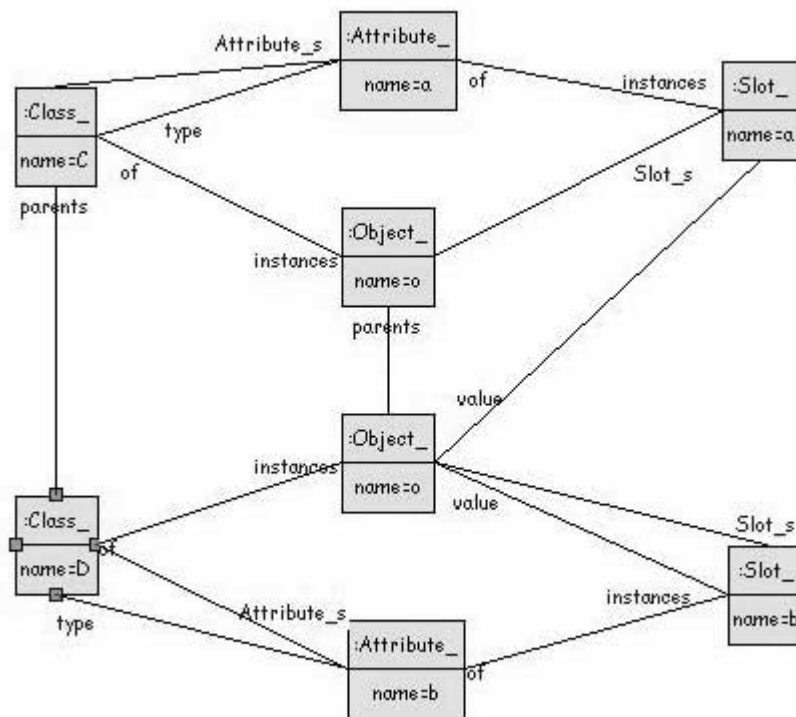 Attribute_s
:Attribute_
name=a
of
instances
:Slot_
name=a
:Class_
name=C
type
of
Slot_s
parents
:Object_
name=o
instances
parents
value
:Object_
name=o
instances
value
:Class_
name=D
of
Slot_s
:Slot_
name=b
type
Attribute_s
instances
:Attribute_
name=b
of